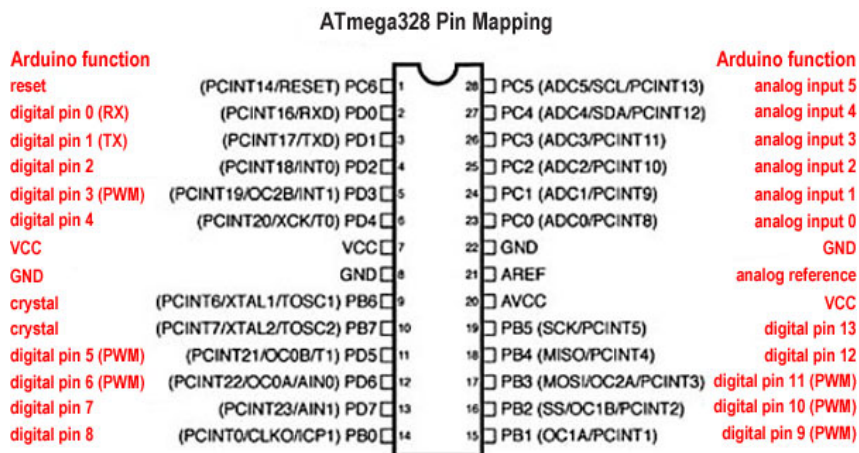 ATmega328 Pin Mapping
Arduino function Arduino function
reset (PCINT14/RESET) PC6 1 28 PC5 (ADC5/SCL/PCINT13) analog input 5
digital pin 0 (RX) (PCINT16/RXD) PD0 2 27 PC4 (ADC4/SDA/PCINT12) analog input 4
digital pin 1 (TX) (PCINT17/TXD) PD1 3 26 PC3 (ADC3/PCINT11) analog input 3
digital pin 2 (PCINT18/INT0) PD2 4 25 PC2 (ADC2/PCINT10) analog input 2
digital pin 3 (PWM) (PCINT19/OC2B/INT1) PD3 5 24 PC1 (ADC1/PCINT9) analog input 1
digital pin 4 (PCINT20/XCK/T0) PD4 6 23 PC0 (ADC0/PCINT8) analog input 0
VCC VCC 7 22 GND GND
GND GND 8 21 AREF analog reference
crystal (PCINT6/XTAL1/TOSC1) PB6 9 20 AVCC VCC
crystal (PCINT7/XTAL2/TOSC2) PB7 10 19 PB5 (SCK/PCINT5) digital pin 13
digital pin 5 (PWM) (PCINT21/OC0B/T1) PD5 11 18 PB4 (MISO/PCINT4) digital pin 12
digital pin 6 (PWM) (PCINT22/OC0A/AIN0) PD6 12 17 PB3 (MOSI/OC2A/PCINT3) digital pin 11 (PWM)
digital pin 7 (PCINT23/AIN1) PD7 13 16 PB2 (SS/OC1B/PCINT2) digital pin 10 (PWM)
digital pin 8 (PCINT0/CLKO/ICP1) PB0 14 15 PB1 (OC1A/PCINT1) digital pin 9 (PWM)